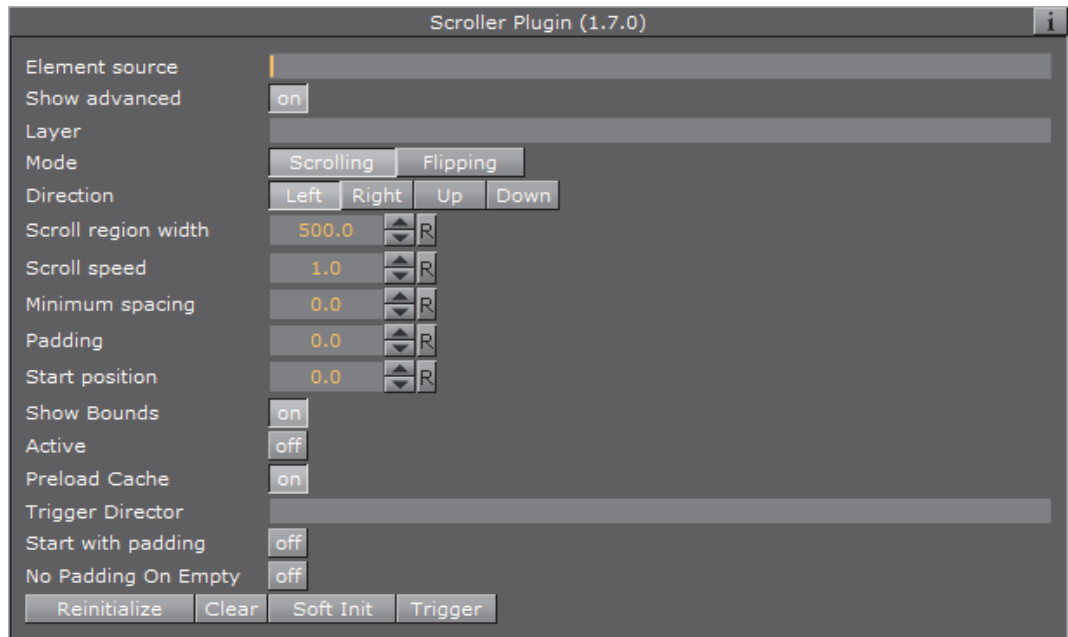 Scroller Plugin (1.7.0) i
Element source
Show advanced on
Layer
Mode Scrolling Flipping
Direction Left Right Up Down
Scroll region width 500.0 R
Scroll speed 1.0 R
Minimum spacing 0.0 R
Padding 0.0 R
Start position 0.0 R
Show Bounds on
Active off
Preload Cache on
Trigger Director
Start with padding off
No Padding On Empty off
Reinitialize Clear Soft Init Trigger